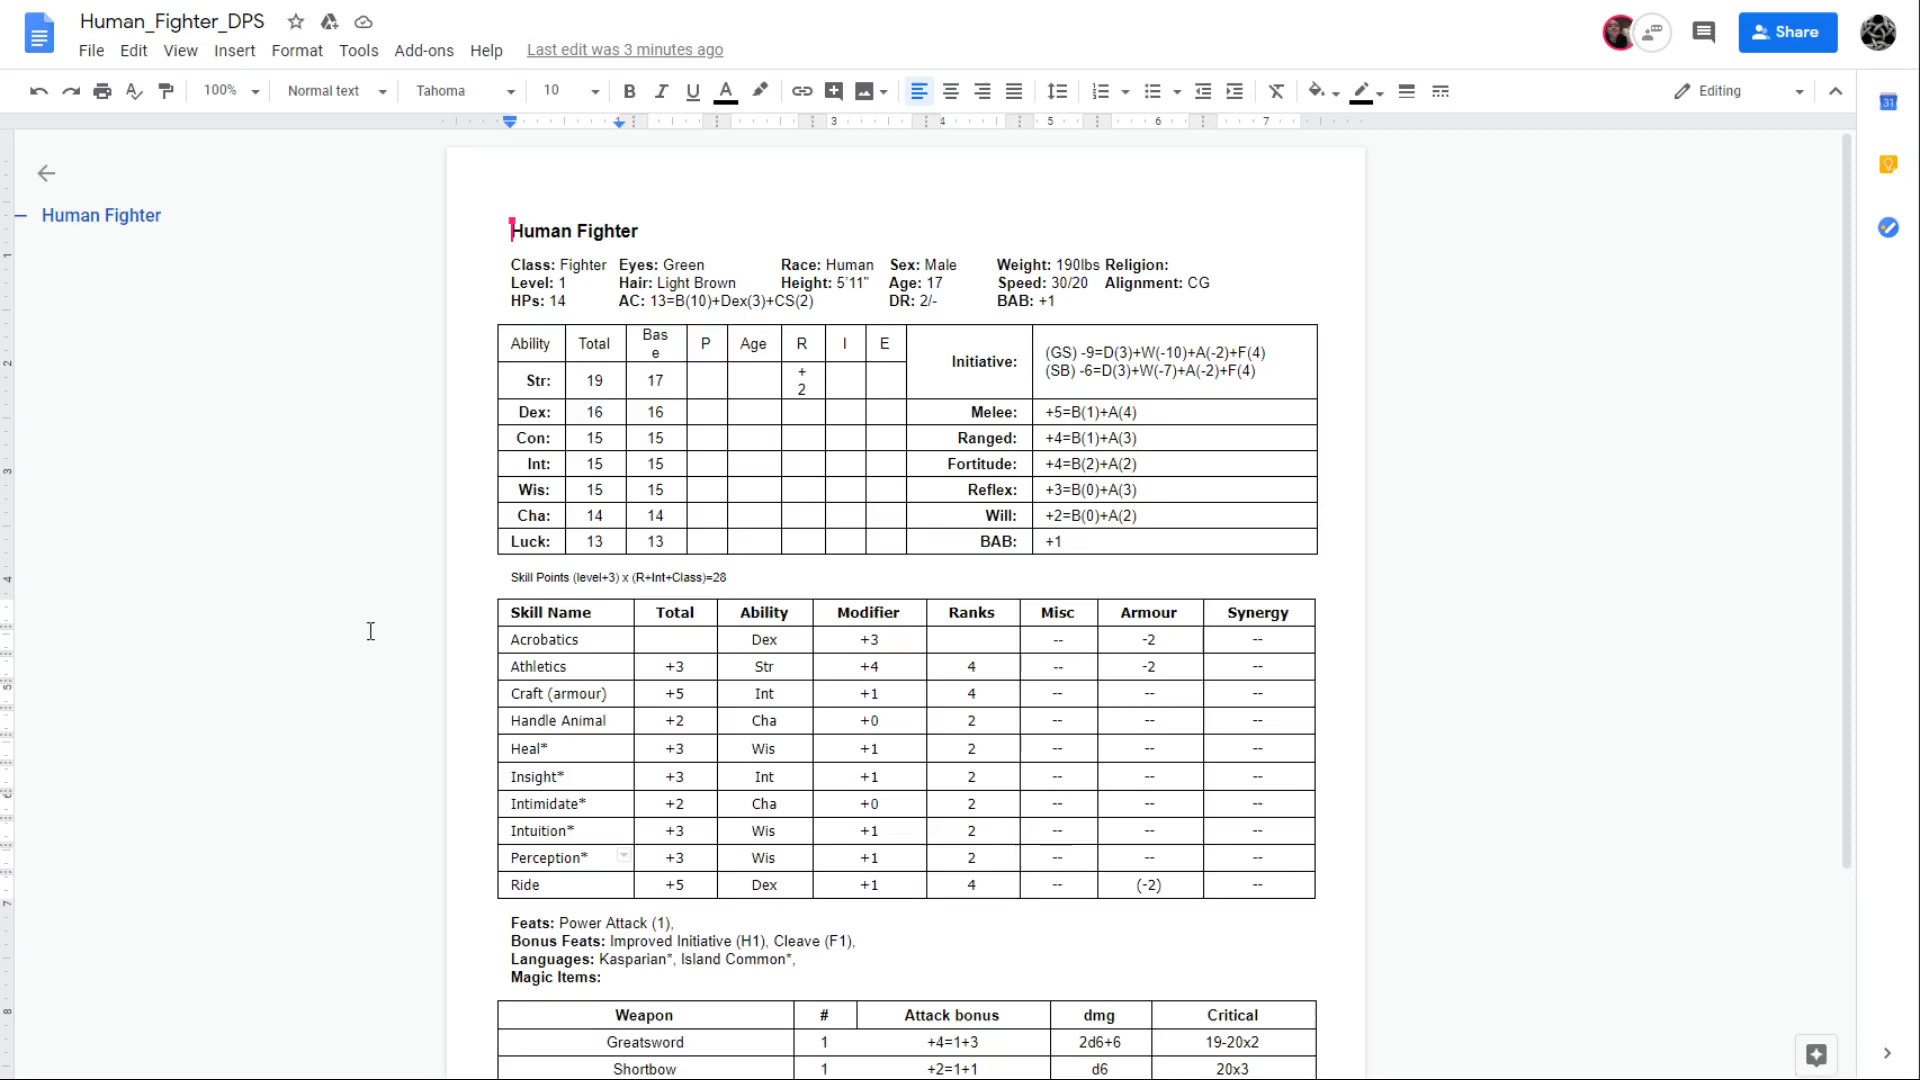 Human_Fighter_DPS
File Edit View Insert Format Tools Add-ons Help Last edit was 3 minutes ago
Share
100% Normal text Tahoma 10 B I U A Editing
31
1 3 4 5 6 7
Human Fighter
Human Fighter
Class: Fighter Eyes: Green Race: Human Sex: Male Weight: 190lbs Religion:
Level: 1 Hair: Light Brown Height: 5'11" Age: 17 Speed: 30/20 Alignment: CG
HPs: 14 AC: 13=B(10)+Dex(3)+CS(2) DR: 2/- BAB: +1
Ability Total Base P Age R I E Initiative: (GS) -9=D(3)+W(-10)+A(-2)+F(4)
(SB) -6=D(3)+W(-7)+A(-2)+F(4)
Str: 19 17 +2
Dex: 16 16 Melee: +5=B(1)+A(4)
Con: 15 15 Ranged: +4=B(1)+A(3)
Int: 15 15 Fortitude: +4=B(2)+A(2)
Wis: 15 15 Reflex: +3=B(0)+A(3)
Cha: 14 14 Will: +2=B(0)+A(2)
Luck: 13 13 BAB: +1
Skill Points (level+3) x (R+Int+Class)=28
Skill Name Total Ability Modifier Ranks Misc Armour Synergy
Acrobatics Dex +3 -- -2 --
Athletics +3 Str +4 4 -- -2 --
Craft (armour) +5 Int +1 4 -- -- --
Handle Animal +2 Cha +0 2 -- -- --
Heal* +3 Wis +1 2 -- -- --
Insight* +3 Int +1 2 -- -- --
Intimidate* +2 Cha +0 2 -- -- --
Intuition* +3 Wis +1 2 -- -- --
Perception* +3 Wis +1 2 -- -- --
Ride +5 Dex +1 4 -- (-2) --
Feats: Power Attack (1),
Bonus Feats: Improved Initiative (H1), Cleave (F1),
Languages: Kasparian*, Island Common*,
Magic Items:
Weapon # Attack bonus dmg Critical
Greatsword 1 +4=1+3 2d6+6 19-20x2
Shortbow 1 +2=1+1 d6 20x3